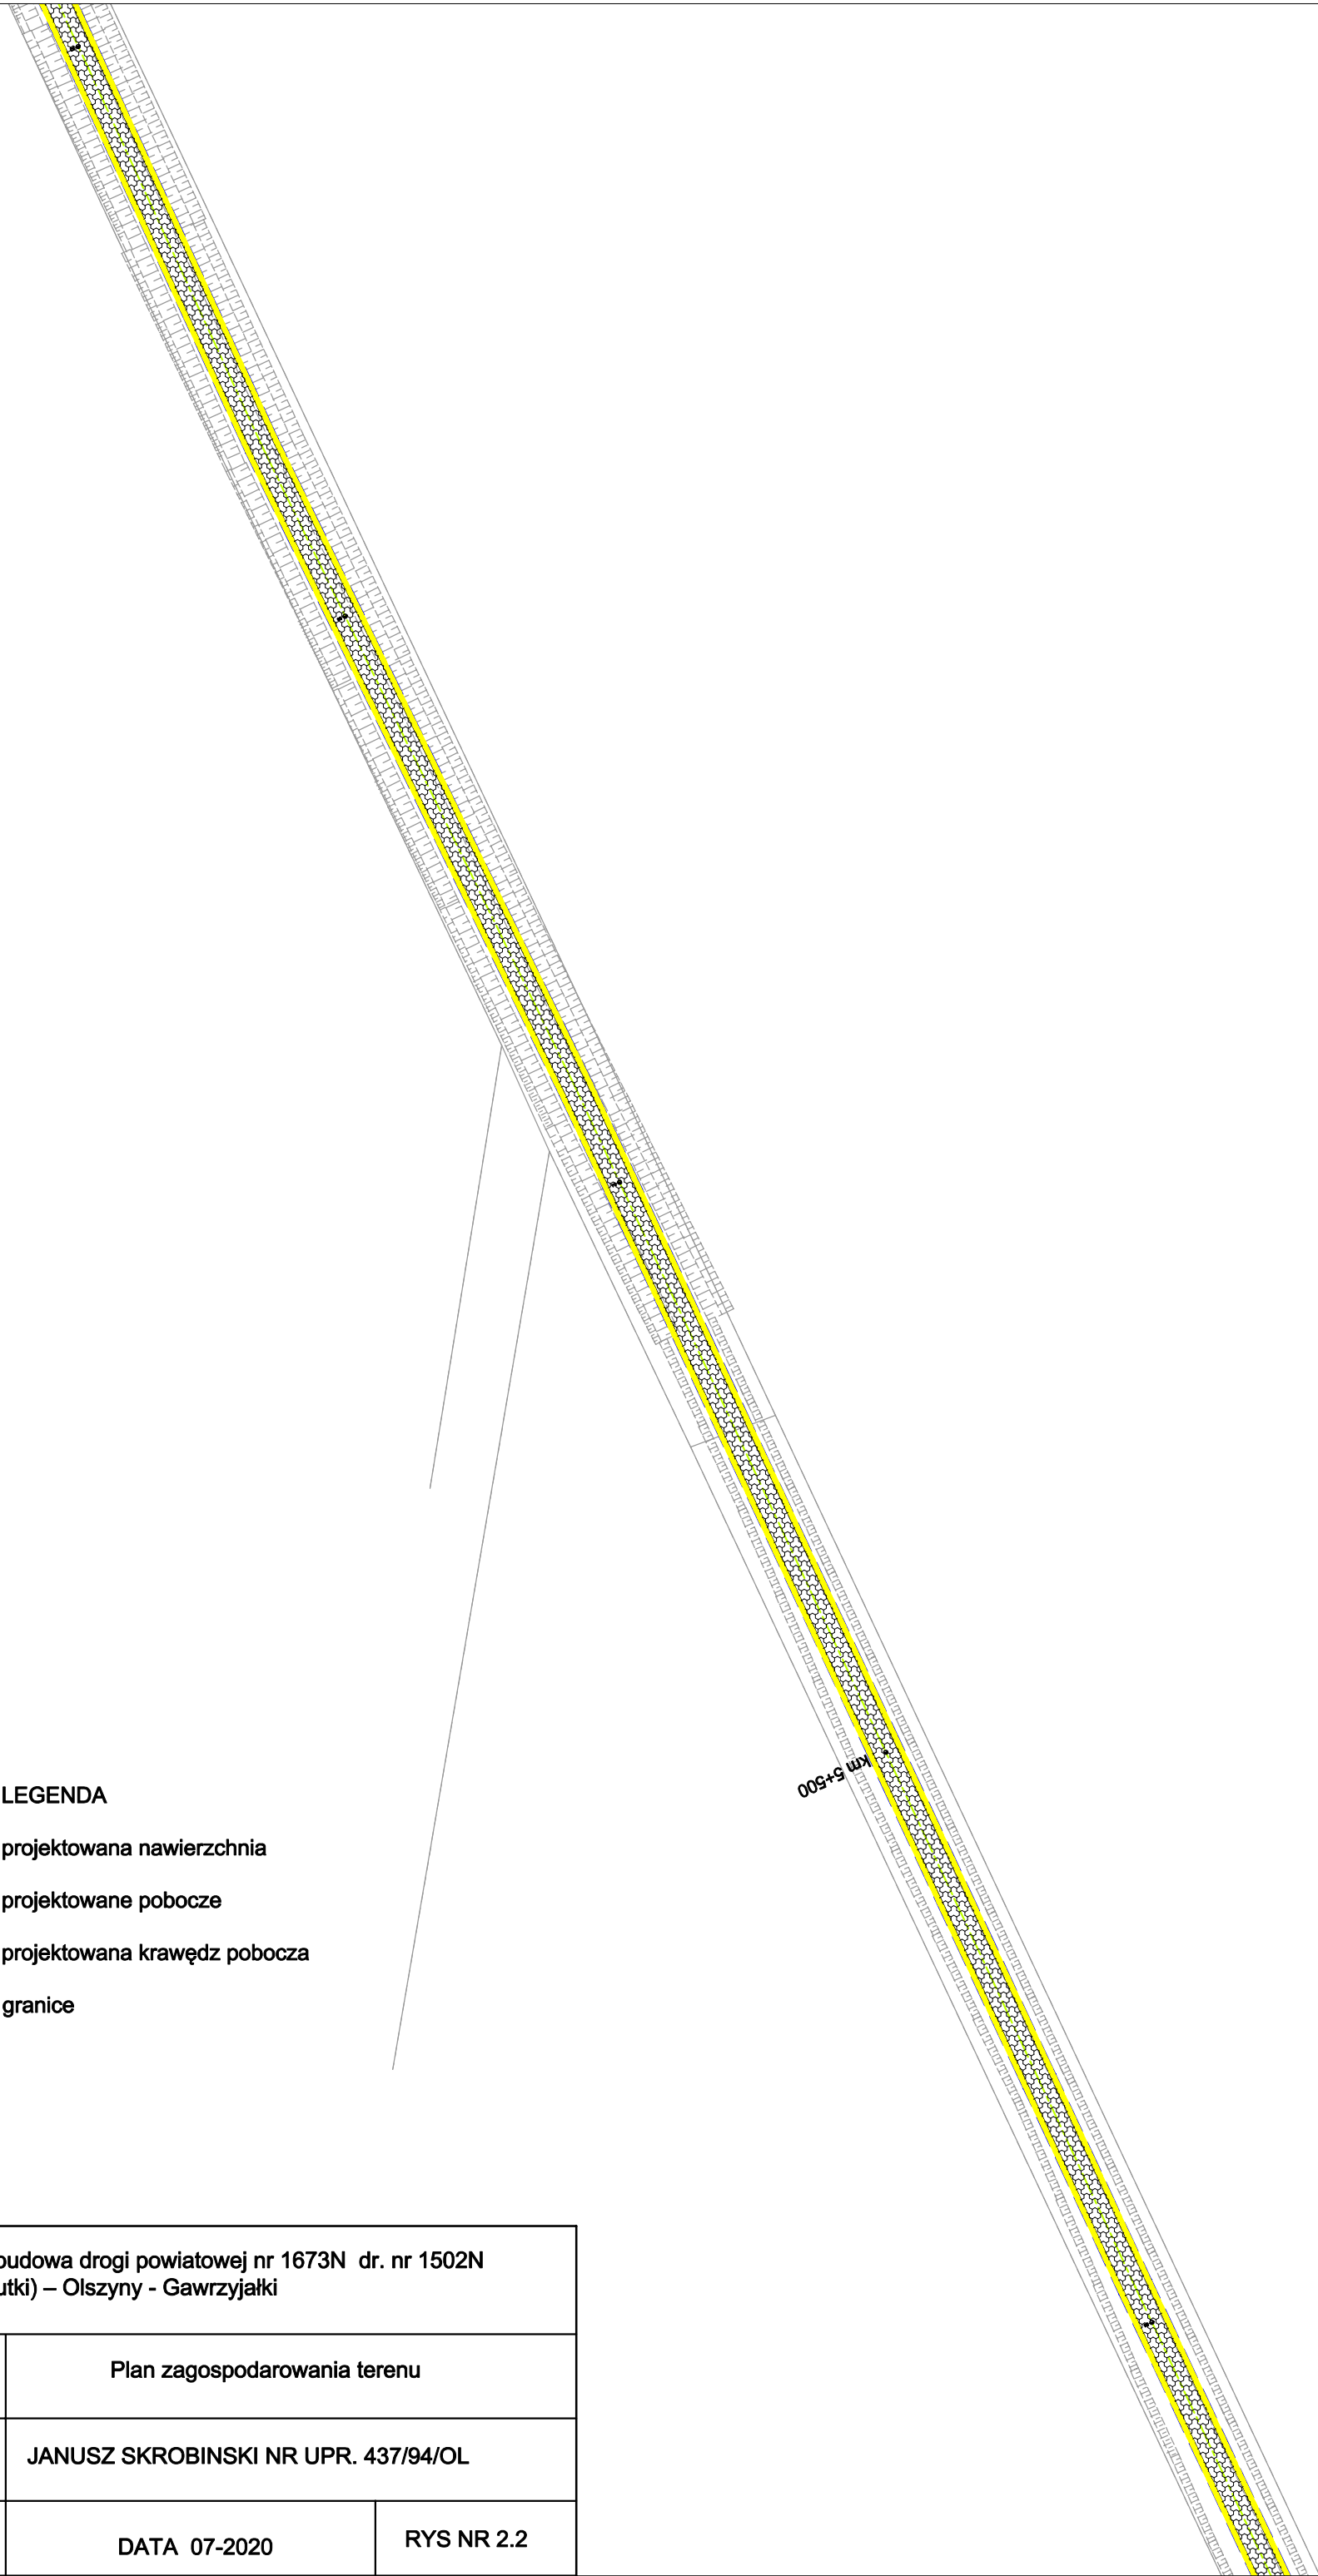 km 5+500
LEGENDA
projektowana nawierzchnia
projektowane pobocze
projektowana krawędz pobocza
granice
budowa drogi powiatowej nr 1673N dr. nr 1502N
utki) – Olszyny - Gawrzyjałki
Plan zagospodarowania terenu
JANUSZ SKROBINSKI NR UPR. 437/94/OL
DATA 07-2020
RYS NR 2.2